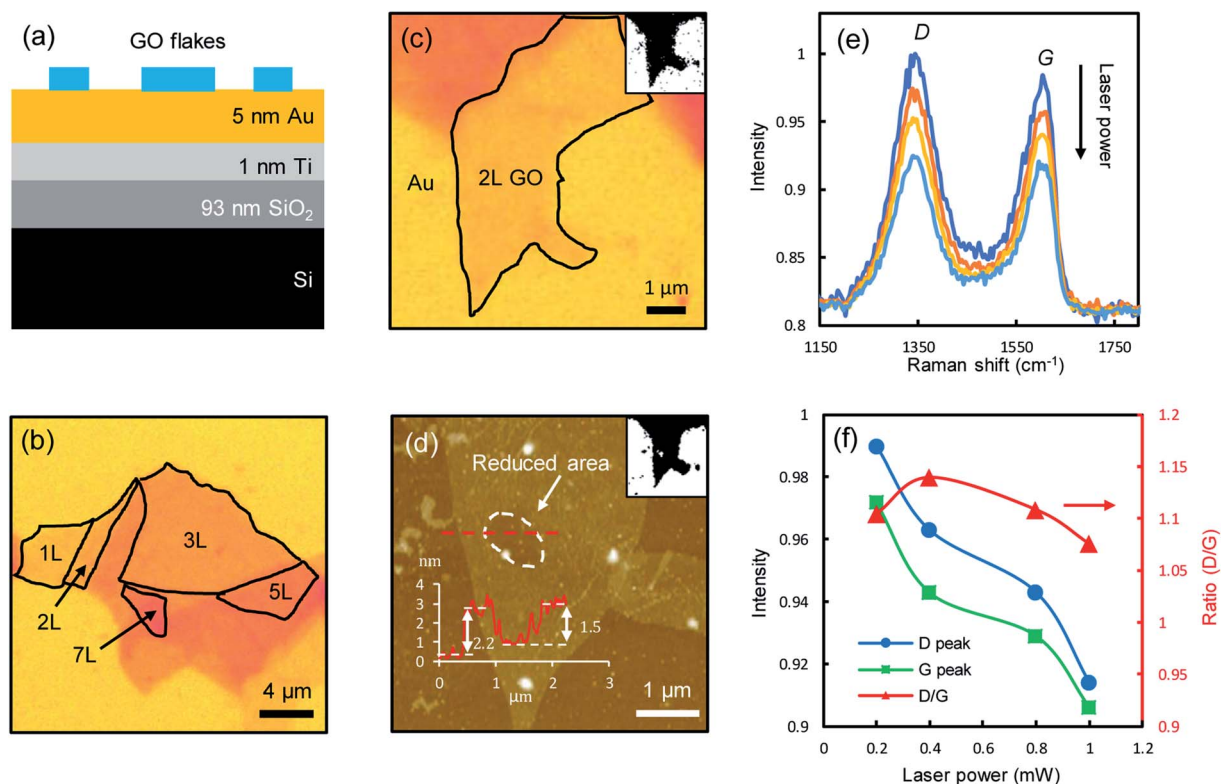 (a)
GO flakes
5 nm Au
1 nm Ti
93 nm SiO₂
Si
(b)
1L
2L
3L
5L
7L
4 µm
(c)
Au
2L GO
1 µm
(d)
Reduced area
nm
4
3
2
1
0
2.2
1.5
0 1 2 3
µm
1 µm
(e)
D
G
Laser power
Intensity
1
0.95
0.9
0.85
0.8
1150 1350 1550 1750
Raman shift (cm⁻¹)
(f)
Intensity
1
0.98
0.96
0.94
0.92
0.9
D peak
G peak
D/G
0 0.2 0.4 0.6 0.8 1 1.2
Laser power (mW)
1.2
1.15
1.10
1.05
1
0.95
0.9
Ratio (D/G)